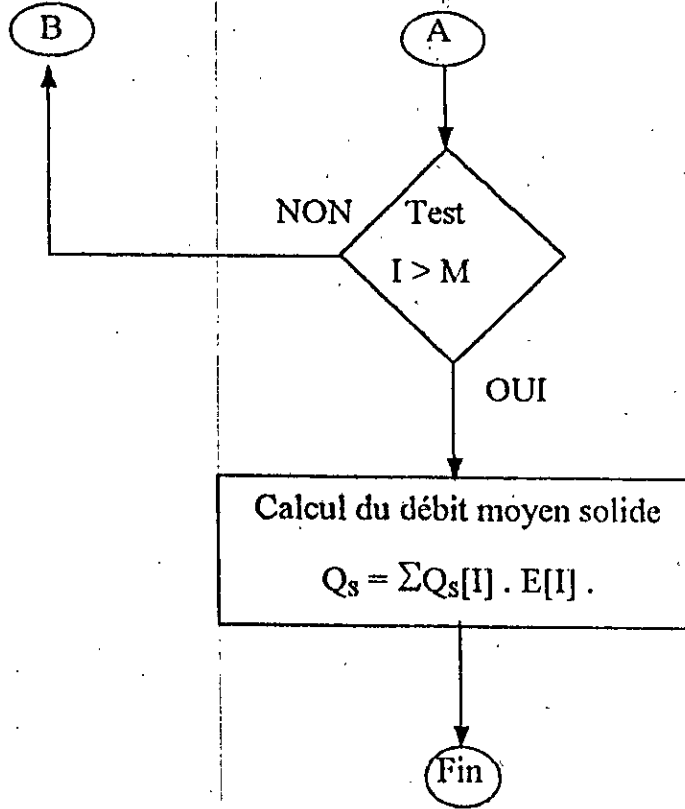 B
A
NON
Test
I > M
OUI
Calcul du débit moyen solide
Qs = ΣQs[I] . E[I] .
Fin